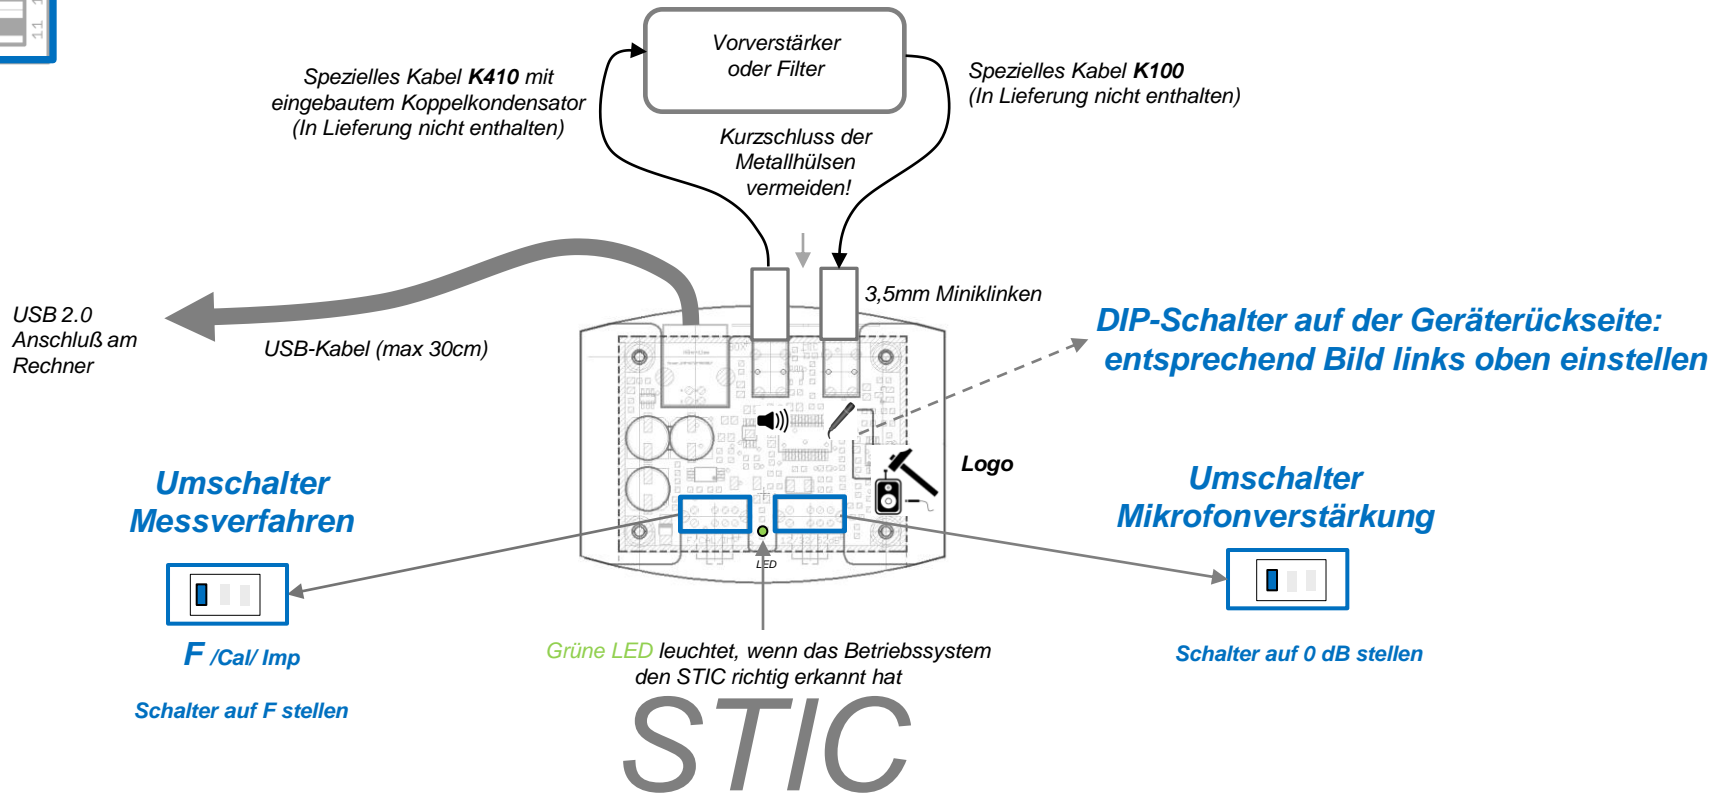 11
Vorverstärker
oder Filter
Spezielles Kabel K410 mit
eingebautem Koppelkondensator
(In Lieferung nicht enthalten)
Spezielles Kabel K100
(In Lieferung nicht enthalten)
Kurzschluss der
Metallhülsen
vermeiden!
3,5mm Miniklinken
USB 2.0
Anschluß am
Rechner
USB-Kabel (max 30cm)
DIP-Schalter auf der Geräterückseite:
entsprechend Bild links oben einstellen
Logo
Umschalter
Messverfahren
Umschalter
Mikrofonverstärkung
LED
F /Cal/ Imp
Schalter auf F stellen
Grüne LED leuchtet, wenn das Betriebssystem
den STIC richtig erkannt hat
Schalter auf 0 dB stellen
STIC